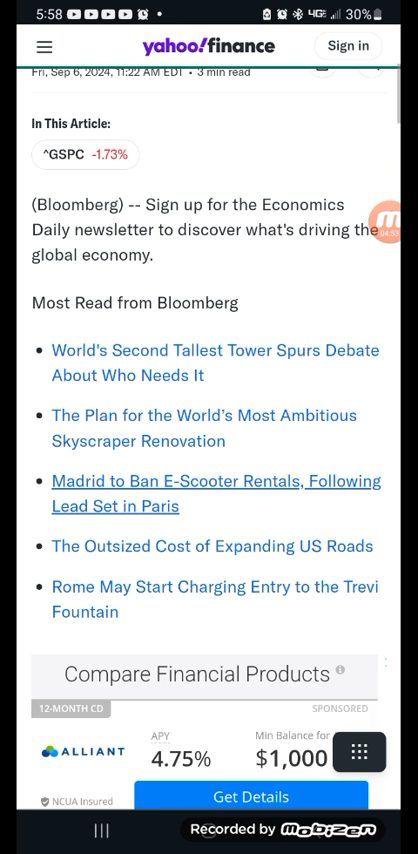 5:58
4GE 30%
yahoo!finance
Sign in
Fri, Sep 6, 2024, 11:22 AM EDT • 3 min read
In This Article:
^GSPC -1.73%
(Bloomberg) -- Sign up for the Economics
Daily newsletter to discover what's driving the
global economy.
04:53
Most Read from Bloomberg
• World's Second Tallest Tower Spurs Debate
About Who Needs It
• The Plan for the World's Most Ambitious
Skyscraper Renovation
• Madrid to Ban E-Scooter Rentals, Following
Lead Set in Paris
• The Outsized Cost of Expanding US Roads
• Rome May Start Charging Entry to the Trevi
Fountain
Compare Financial Products
12-MONTH CD
SPONSORED
ALLIANT
APY
4.75%
Min Balance for
$1,000
NCUA Insured
Get Details
Recorded by mobizen